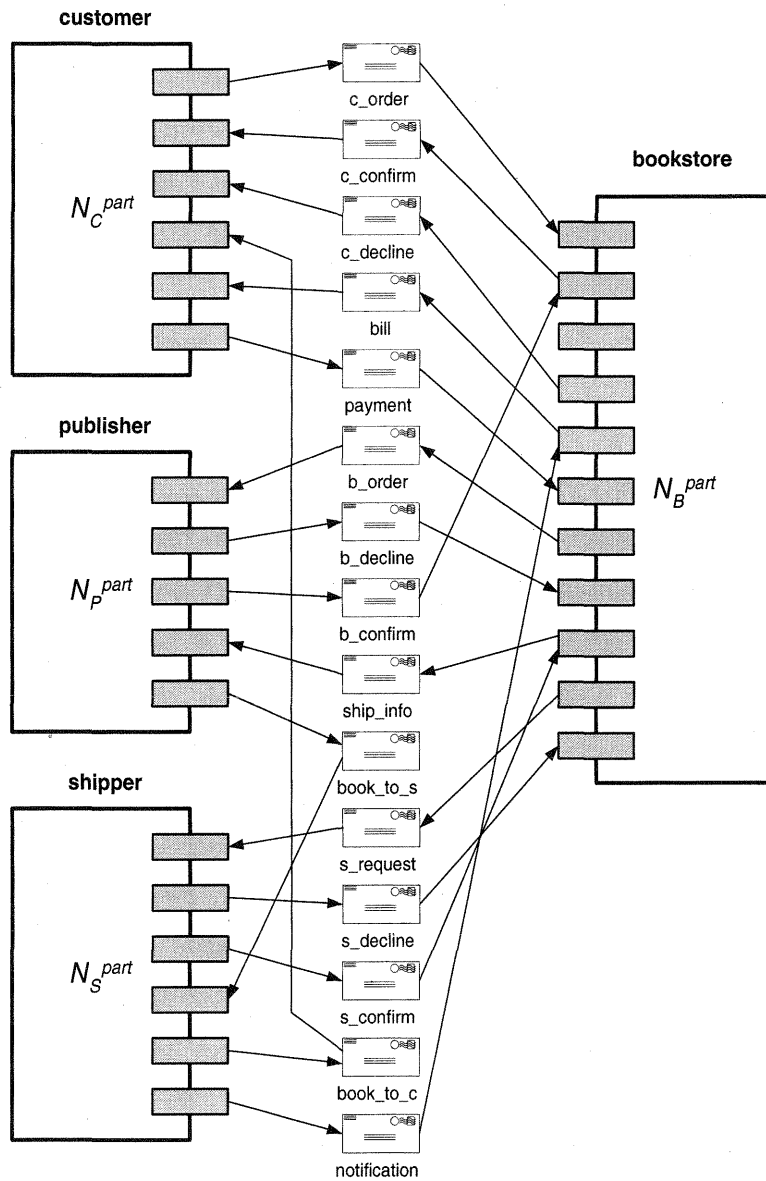 customer
c_order
c_confirm
bookstore
N_C^part
c_decline
bill
payment
publisher
b_order
N_B^part
b_decline
N_P^part
b_confirm
ship_info
shipper
book_to_s
s_request
s_decline
N_S^part
s_confirm
book_to_c
notification